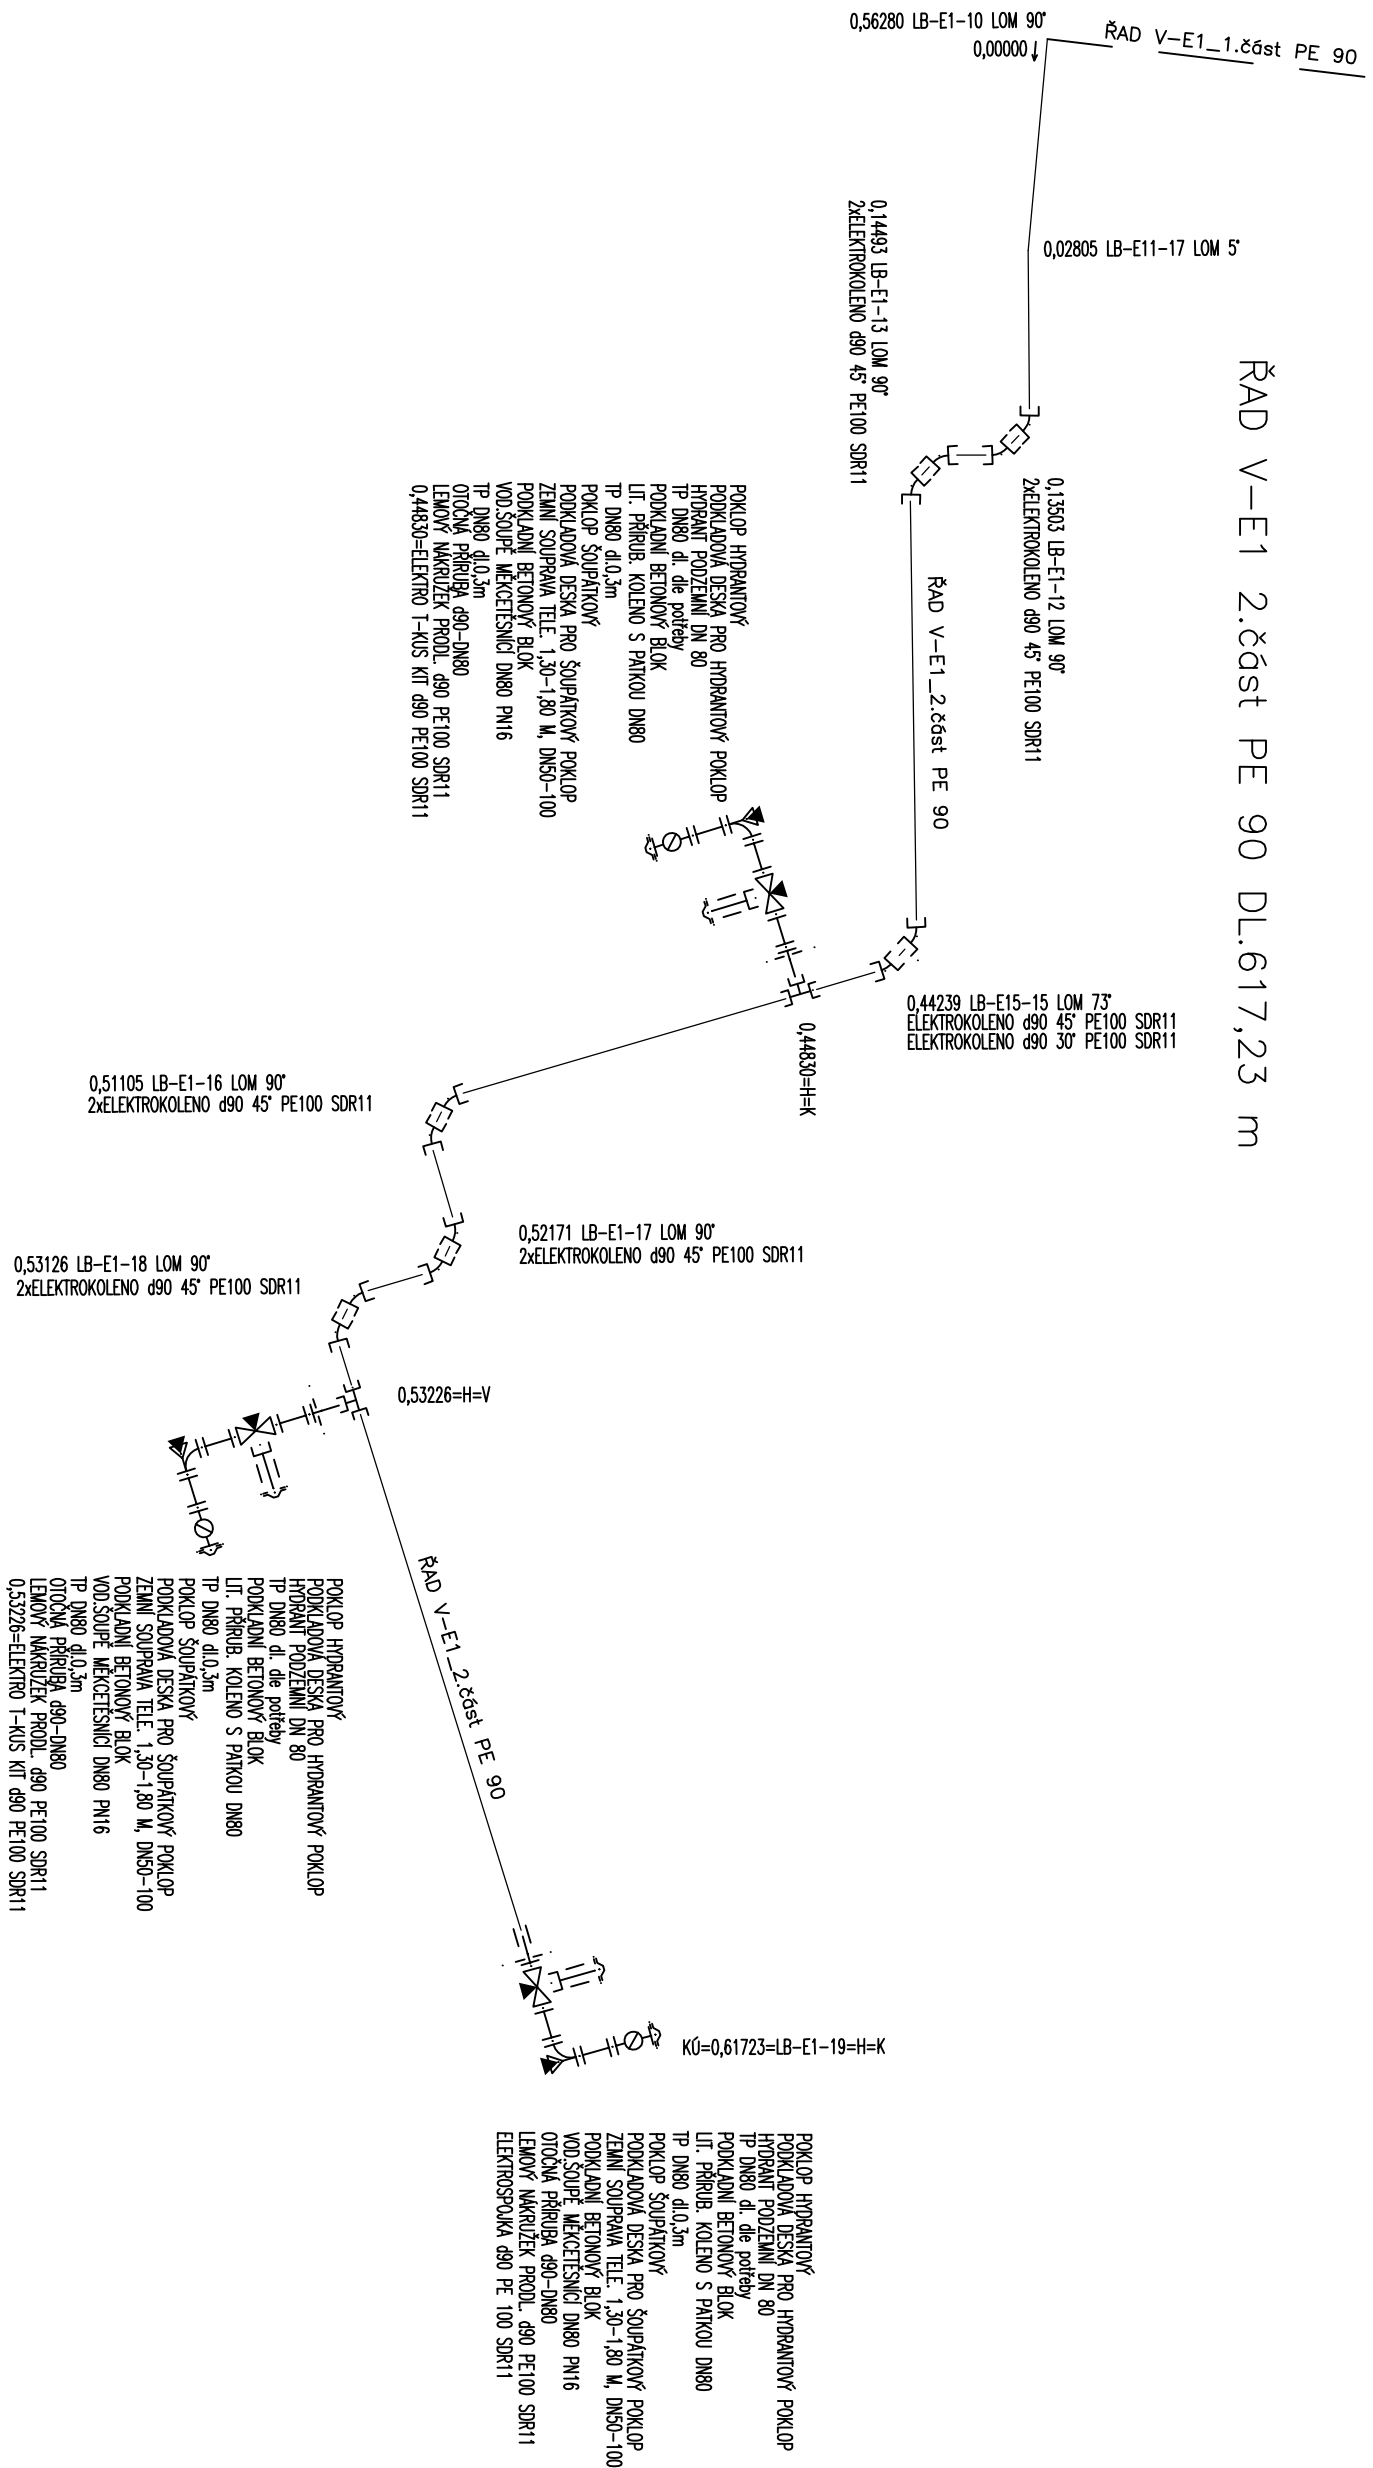 0,56280 LB-E1-10 LOM 90°
0,00000
ŘAD V-E1_1.část PE 90
0,02805 LB-E11-17 LOM 5°
ŘAD V-E1 2.část PE 90 DL.617,23 m
0,14493 LB-E1-13 LOM 90°
2xELEKTROKOLENO d90 45° PE100 SDR11
0,13503 LB-E1-12 LOM 90°
2xELEKTROKOLENO d90 45° PE100 SDR11
ŘAD V-E1_2.část PE 90
POKLOP HYDRANTOVÝ
PODKLADOVÁ DESKA PRO HYDRANTOVÝ POKLOP
HYDRANT PODZEMNÍ DN 80
TP DN80 dl. dle potřeby
PODKLADNÍ BETONOVÝ BLOK
LIT. PŘÍRUB. KOLENO S PATKOU DN80
TP DN80 dl.0,3m
POKLOP ŠOUPÁTKOVÝ
PODKLADOVÁ DESKA PRO ŠOUPÁTKOVÝ POKLOP
ZEMNÍ SOUPRAVA TELE. 1,30-1,80 M, DN50-100
PODKLADNÍ BETONOVÝ BLOK
VOD.ŠOUPĚ MĚKCETĚSNÍCÍ DN80 PN16
TP DN80 dl.0,3m
OTOČNÁ PŘÍRUBA d90-DN80
LEMOVÝ NÁKRUŽEK PRODL. d90 PE100 SDR11
0,44830=ELEKTRO T-KUS KIT d90 PE100 SDR11
0,44239 LB-E15-15 LOM 73°
ELEKTROKOLENO d90 45° PE100 SDR11
ELEKTROKOLENO d90 30° PE100 SDR11
0,44830=H=K
0,51105 LB-E1-16 LOM 90°
2xELEKTROKOLENO d90 45° PE100 SDR11
0,52171 LB-E1-17 LOM 90°
2xELEKTROKOLENO d90 45° PE100 SDR11
0,53126 LB-E1-18 LOM 90°
2xELEKTROKOLENO d90 45° PE100 SDR11
0,53226=H=V
ŘAD V-E1_2.část PE 90
POKLOP HYDRANTOVÝ
PODKLADOVÁ DESKA PRO HYDRANTOVÝ POKLOP
HYDRANT PODZEMNÍ DN 80
TP DN80 dl. dle potřeby
PODKLADNÍ BETONOVÝ BLOK
LIT. PŘÍRUB. KOLENO S PATKOU DN80
TP DN80 dl.0,3m
POKLOP ŠOUPÁTKOVÝ
PODKLADOVÁ DESKA PRO ŠOUPÁTKOVÝ POKLOP
ZEMNÍ SOUPRAVA TELE. 1,30-1,80 M, DN50-100
PODKLADNÍ BETONOVÝ BLOK
VOD.ŠOUPĚ MĚKCETĚSNÍCÍ DN80 PN16
TP DN80 dl.0,3m
OTOČNÁ PŘÍRUBA d90-DN80
LEMOVÝ NÁKRUŽEK PRODL. d90 PE100 SDR11
0,53226=ELEKTRO T-KUS KIT d90 PE100 SDR11
KÚ=0,61723=LB-E1-19=H=K
POKLOP HYDRANTOVÝ
PODKLADOVÁ DESKA PRO HYDRANTOVÝ POKLOP
HYDRANT PODZEMNÍ DN 80
TP DN80 dl. dle potřeby
PODKLADNÍ BETONOVÝ BLOK
LIT. PŘÍRUB. KOLENO S PATKOU DN80
TP DN80 dl.0,3m
POKLOP ŠOUPÁTKOVÝ
PODKLADOVÁ DESKA PRO ŠOUPÁTKOVÝ POKLOP
ZEMNÍ SOUPRAVA TELE. 1,30-1,80 M, DN50-100
PODKLADNÍ BETONOVÝ BLOK
VOD.ŠOUPĚ MĚKCETĚSNÍCÍ DN80 PN16
OTOČNÁ PŘÍRUBA d90-DN80
LEMOVÝ NÁKRUŽEK PRODL. d90 PE100 SDR11
ELEKTROSPOJKA d90 PE 100 SDR11